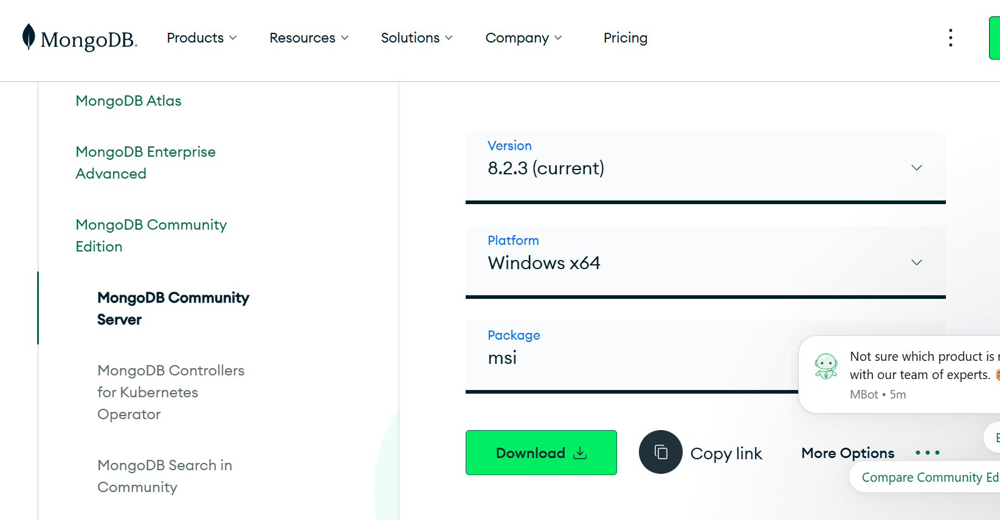 MongoDB®
Products
Resources
Solutions
Company
Pricing
MongoDB Atlas
MongoDB Enterprise
Advanced
MongoDB Community
Edition
MongoDB Community
Server
MongoDB Controllers
for Kubernetes
Operator
MongoDB Search in
Community
Version
8.2.3 (current)
Platform
Windows x64
Package
msi
Download
Copy link
More Options
Not sure which product is
with our team of experts.
MBot • 5m
Compare Community Ed